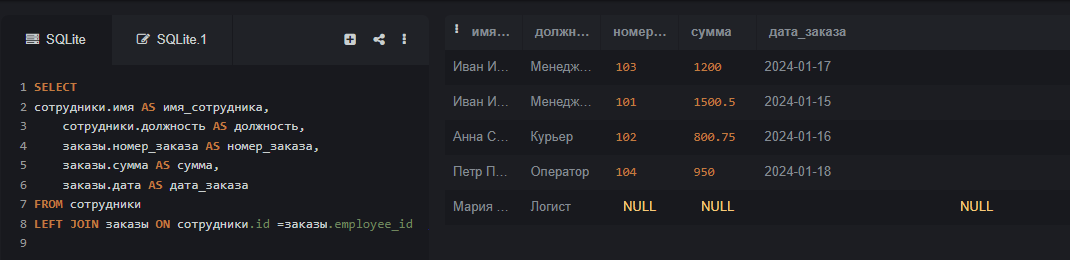 SQLite
SQLite.1
1 SELECT
2 сотрудники.имя AS имя_сотрудника,
3 сотрудники.должность AS должность,
4 заказы.номер_заказа AS номер_заказа,
5 заказы.сумма AS сумма,
6 заказы.дата AS дата_заказа
7 FROM сотрудники
8 LEFT JOIN заказы ON сотрудники.id =заказы.employee_id
9
имя... должн... номер... сумма дата_заказа
Иван И... Менедж... 103 1200 2024-01-17
Иван И... Менедж... 101 1500.5 2024-01-15
Анна С... Курьер 102 800.75 2024-01-16
Петр П... Оператор 104 950 2024-01-18
Мария ... Логист NULL NULL NULL